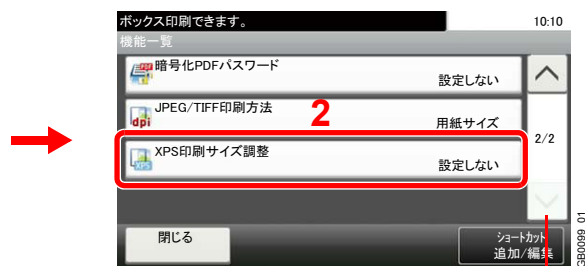 ボックス印刷できます。 10:10
機能一覧
暗号化PDFパスワード
設定しない
JPEG/TIFF印刷方法
用紙サイズ
2
2/2
XPS印刷サイズ調整
設定しない
閉じる
ショートカット
追加/編集
GB0099_01